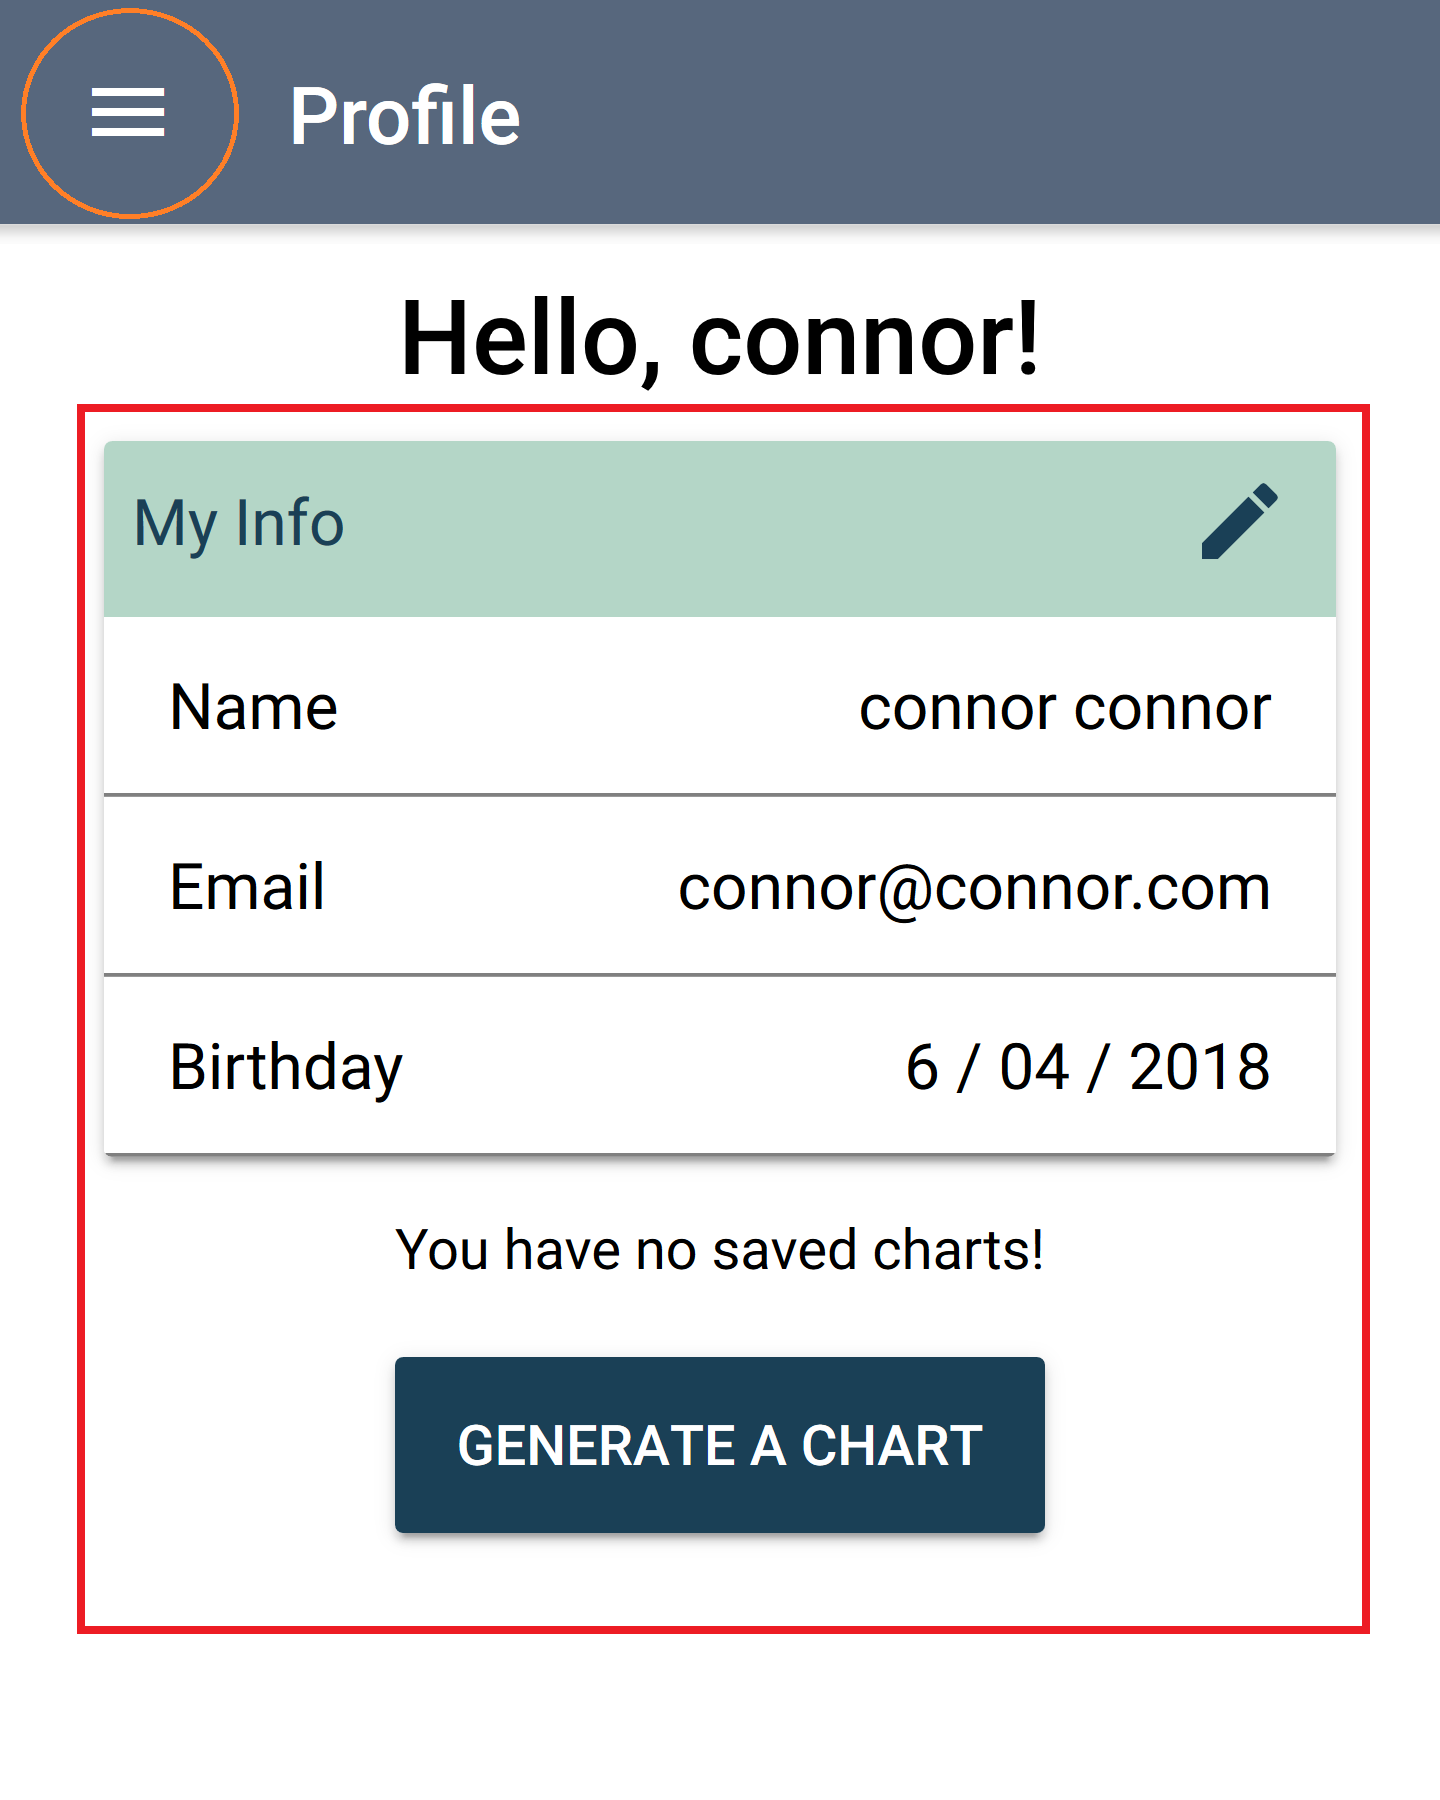 Profile
Hello, connor!
My Info
Name connor connor
Email connor@connor.com
Birthday 6 / 04 / 2018
You have no saved charts!
GENERATE A CHART